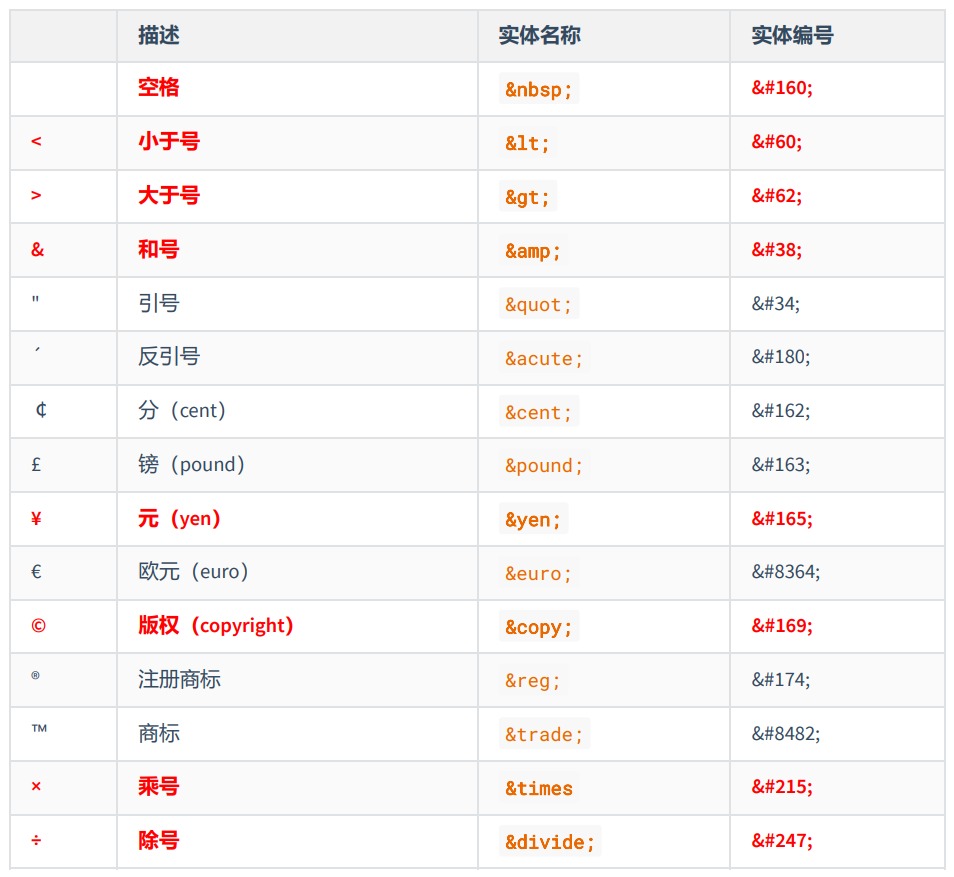 描述 实体名称 实体编号
空格 &nbsp; &#160;
< 小于号 &lt; &#60;
> 大于号 &gt; &#62;
& 和号 &amp; &#38;
" 引号 &quot; &#34;
´ 反引号 &acute; &#180;
¢ 分（cent） &cent; &#162;
£ 镑（pound） &pound; &#163;
¥ 元（yen） &yen; &#165;
€ 欧元（euro） &euro; &#8364;
© 版权（copyright） &copy; &#169;
® 注册商标 &reg; &#174;
™ 商标 &trade; &#8482;
× 乘号 &times &#215;
÷ 除号 &divide; &#247;